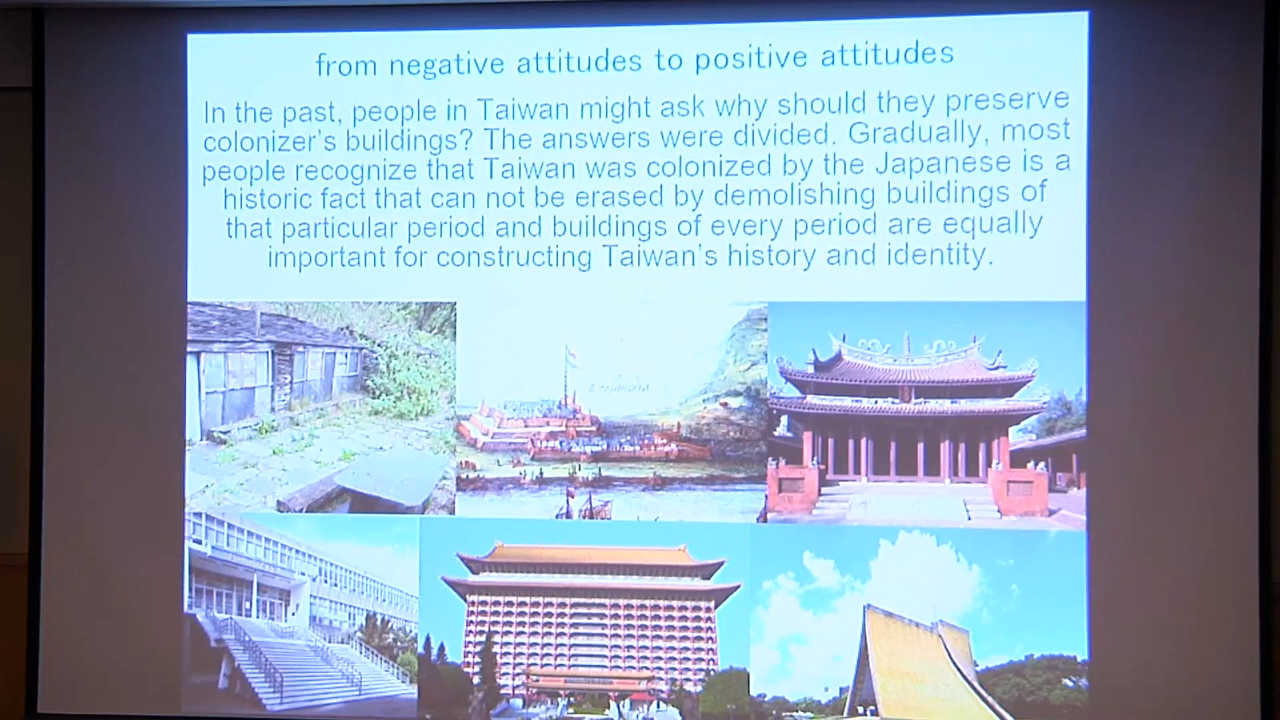 from negative attitudes to positive attitudes
In the past, people in Taiwan might ask why should they preserve
colonizer's buildings? The answers were divided. Gradually, most
people recognize that Taiwan was colonized by the Japanese is a
historic fact that can not be erased by demolishing buildings of
that particular period and buildings of every period are equally
important for constructing Taiwan's history and identity.